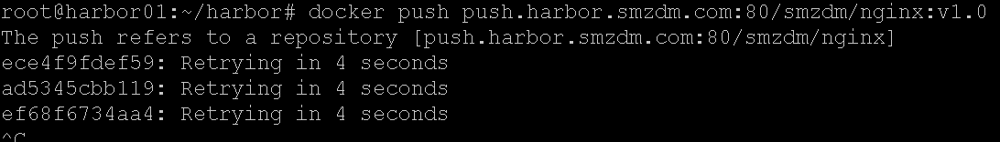 root@harbor01:~/harbor# docker push push.harbor.smzdm.com:80/smzdm/nginx:v1.0
The push refers to a repository [push.harbor.smzdm.com:80/smzdm/nginx]
ece4f9fdef59: Retrying in 4 seconds
ad5345cbb119: Retrying in 4 seconds
ef68f6734aa4: Retrying in 4 seconds
^C